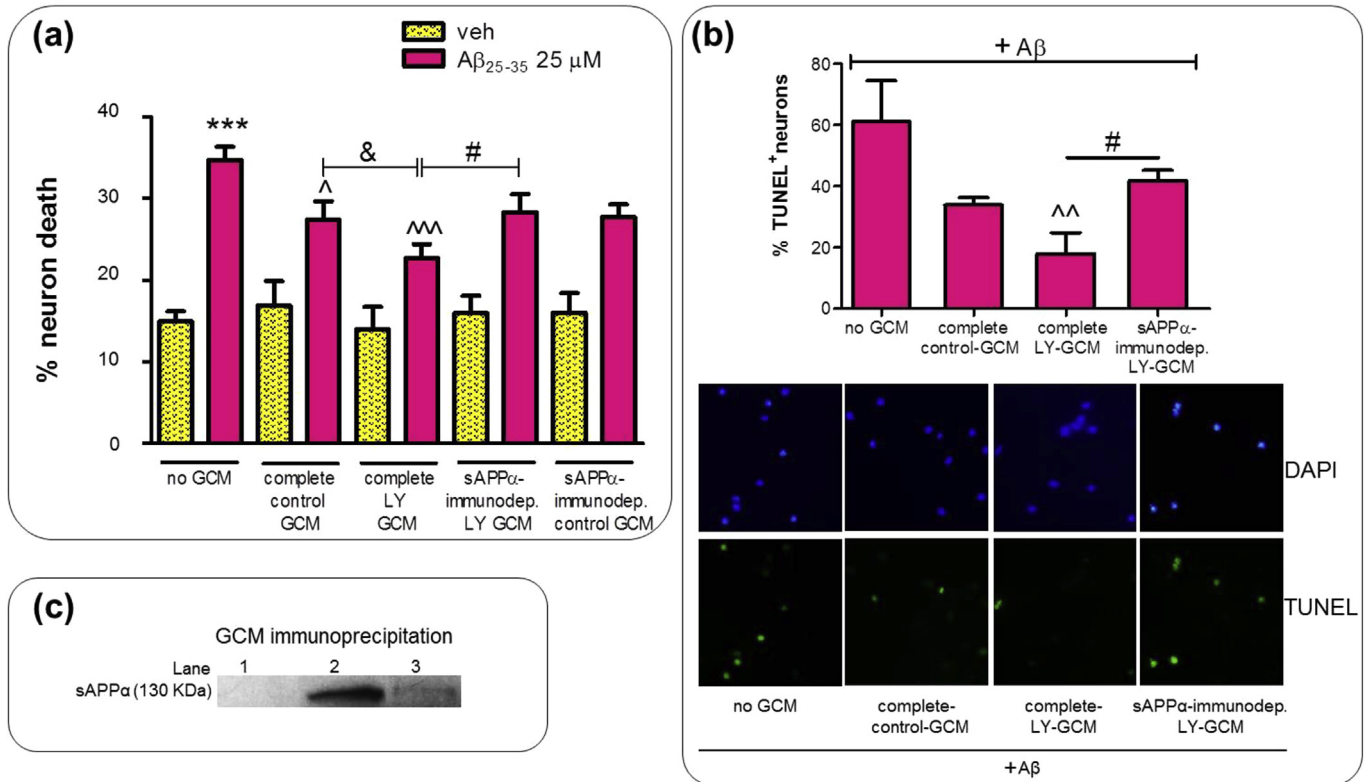 (a)
veh
Aβ25-35 25 μM
40
30
20
10
0
% neuron death
***
^
&
^^^
#
no GCM
complete
control
GCM
complete
LY
GCM
sAPPα-
immunodep.
LY GCM
sAPPα-
immunodep.
control GCM
(b)
+ Aβ
80
60
40
20
0
% TUNEL+neurons
^^
#
no GCM
complete
control-GCM
complete
LY-GCM
sAPPα-
immunodep.
LY-GCM
DAPI
TUNEL
no GCM
complete-
control-GCM
complete-
LY-GCM
sAPPα-immunodep.
LY-GCM
+Aβ
(c)
GCM immunoprecipitation
Lane 1 2 3
sAPPα (130 KDa)